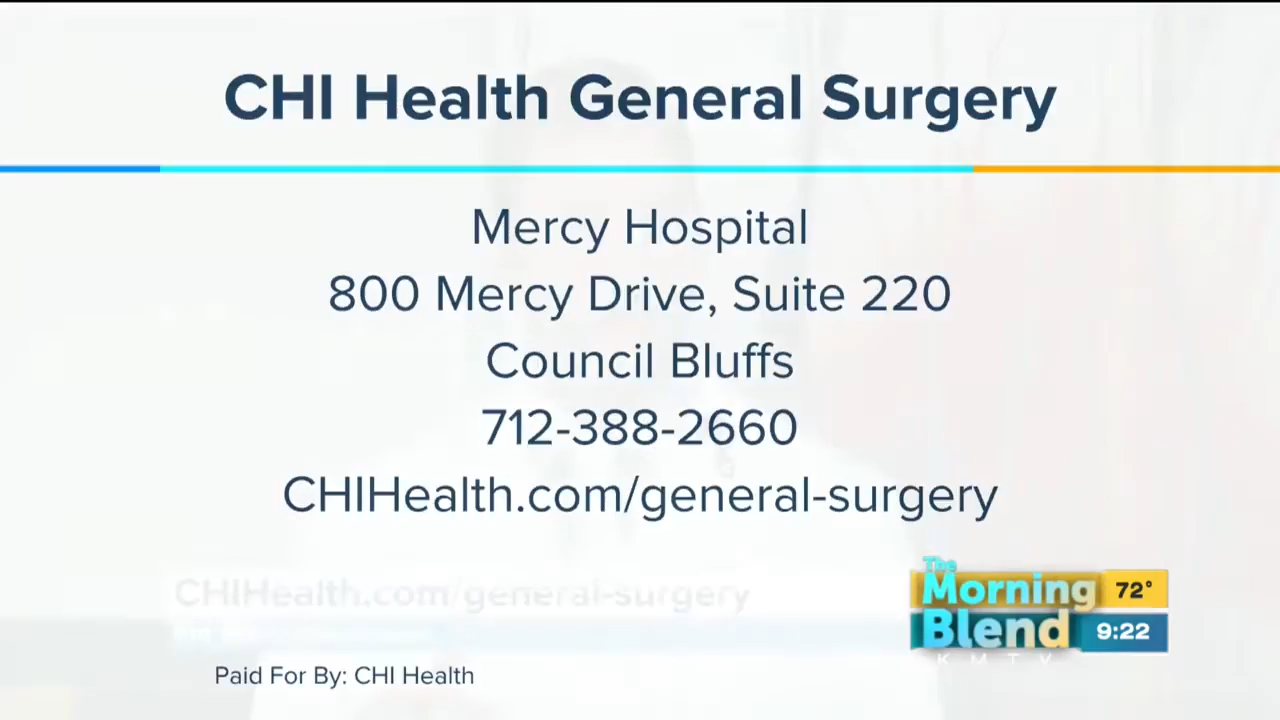 CHI Health General Surgery
Mercy Hospital
800 Mercy Drive, Suite 220
Council Bluffs
712-388-2660
CHIHealth.com/general-surgery
CHIHealth.com/general-surgery
The
Morning
Blend
72°
9:22
KMTV
Paid For By: CHI Health